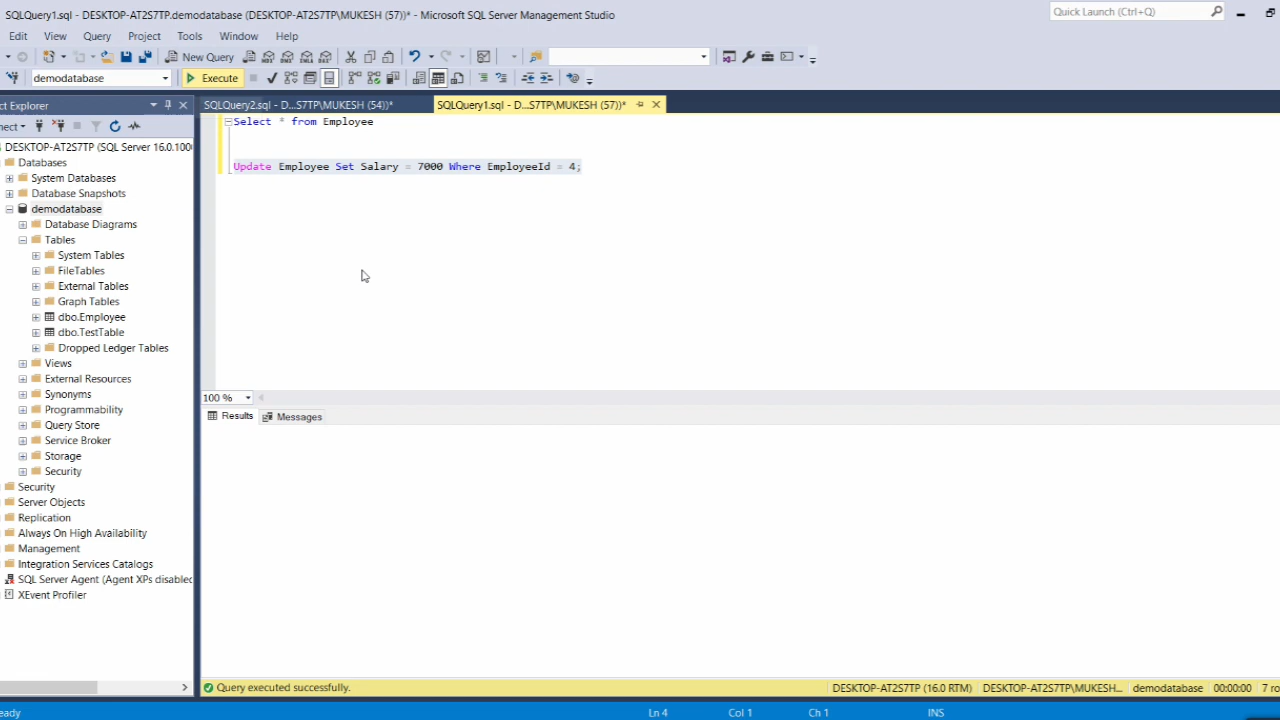 SQLQuery1.sql - DESKTOP-AT2S7TP.demodatabase (DESKTOP-AT2S7TP\MUKESH (57))* - Microsoft SQL Server Management Studio
Quick Launch (Ctrl+Q)
Edit View Query Project Tools Window Help
New Query
demodatabase Execute
ct Explorer
SQLQuery2.sql - D...S7TP\MUKESH (54))*
SQLQuery1.sql - D...S7TP\MUKESH (57))*
nect
DESKTOP-AT2S7TP (SQL Server 16.0.100
Databases
System Databases
Database Snapshots
demodatabase
Database Diagrams
Tables
System Tables
FileTables
External Tables
Graph Tables
dbo.Employee
dbo.TestTable
Dropped Ledger Tables
Views
External Resources
Synonyms
Programmability
Query Store
Service Broker
Storage
Security
Security
Server Objects
Replication
Always On High Availability
Management
Integration Services Catalogs
SQL Server Agent (Agent XPs disabled
XEvent Profiler
Select * from Employee
Update Employee Set Salary = 7000 Where EmployeeId = 4;
100 %
Results Messages
Query executed successfully.
DESKTOP-AT2S7TP (16.0 RTM) DESKTOP-AT2S7TP\MUKESH... demodatabase 00:00:00 7 ro
eady Ln 4 Col 1 Ch 1 INS